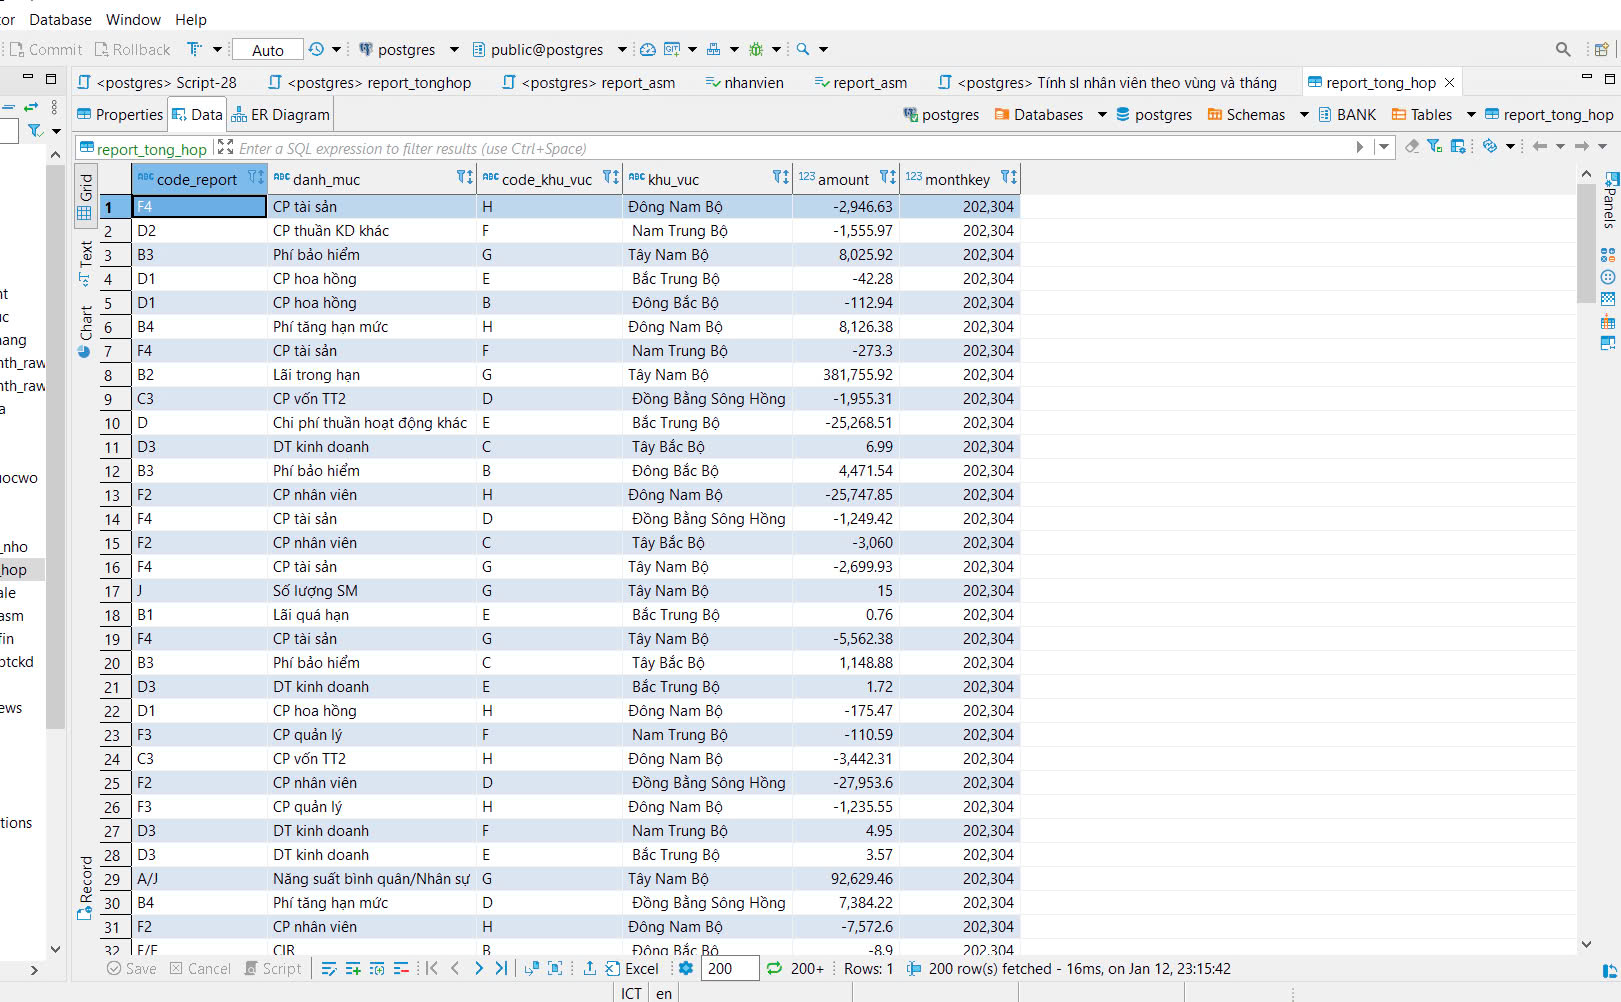 tor Database Window Help
Commit Rollback Auto postgres public@postgres
<postgres> Script-28 <postgres> report_tonghop <postgres> report_asm nhanvien report_asm <postgres> Tính sl nhân viên theo vùng và tháng report_tong_hop
Properties Data ER Diagram postgres Databases postgres Schemas BANK Tables report_tong_hop
report_tong_hop Enter a SQL expression to filter results (use Ctrl+Space)
ABC code_report ABC danh_muc ABC code_khu_vuc ABC khu_vuc 123 amount 123 monthkey
1 F4 CP tài sản H Đông Nam Bộ -2,946.63 202,304
2 D2 CP thuần KD khác F Nam Trung Bộ -1,555.97 202,304
3 B3 Phí bảo hiểm G Tây Nam Bộ 8,025.92 202,304
4 D1 CP hoa hồng E Bắc Trung Bộ -42.28 202,304
5 D1 CP hoa hồng B Đông Bắc Bộ -112.94 202,304
6 B4 Phí tăng hạn mức H Đông Nam Bộ 8,126.38 202,304
7 F4 CP tài sản F Nam Trung Bộ -273.3 202,304
8 B2 Lãi trong hạn G Tây Nam Bộ 381,755.92 202,304
9 C3 CP vốn TT2 D Đồng Bằng Sông Hồng -1,955.31 202,304
10 D Chi phí thuần hoạt động khác E Bắc Trung Bộ -25,268.51 202,304
11 D3 DT kinh doanh C Tây Bắc Bộ 6.99 202,304
12 B3 Phí bảo hiểm B Đông Bắc Bộ 4,471.54 202,304
13 F2 CP nhân viên H Đông Nam Bộ -25,747.85 202,304
14 F4 CP tài sản D Đồng Bằng Sông Hồng -1,249.42 202,304
15 F2 CP nhân viên C Tây Bắc Bộ -3,060 202,304
16 F4 CP tài sản G Tây Nam Bộ -2,699.93 202,304
17 J Số lượng SM G Tây Nam Bộ 15 202,304
18 B1 Lãi quá hạn E Bắc Trung Bộ 0.76 202,304
19 F4 CP tài sản G Tây Nam Bộ -5,562.38 202,304
20 B3 Phí bảo hiểm C Tây Bắc Bộ 1,148.88 202,304
21 D3 DT kinh doanh E Bắc Trung Bộ 1.72 202,304
22 D1 CP hoa hồng H Đông Nam Bộ -175.47 202,304
23 F3 CP quản lý F Nam Trung Bộ -110.59 202,304
24 C3 CP vốn TT2 H Đông Nam Bộ -3,442.31 202,304
25 F2 CP nhân viên D Đồng Bằng Sông Hồng -27,953.6 202,304
26 F3 CP quản lý H Đông Nam Bộ -1,235.55 202,304
27 D3 DT kinh doanh F Nam Trung Bộ 4.95 202,304
28 D3 DT kinh doanh E Bắc Trung Bộ 3.57 202,304
29 A/J Năng suất bình quân/Nhân sự G Tây Nam Bộ 92,629.46 202,304
30 B4 Phí tăng hạn mức D Đồng Bằng Sông Hồng 7,384.22 202,304
31 F2 CP nhân viên H Đông Nam Bộ -7,572.6 202,304
32 CIR B Đông Bắc Bộ -8.9 202,304
Grid
Text
Chart
Record
Panels
nt
uc
nang
nth_raw
nth_raw
a
uocwo
_nho
_hop
ale
asm
fin
ptckd
ews
tions
Save Cancel Script Excel 200 200+ Rows: 1 200 row(s) fetched - 16ms, on Jan 12, 23:15:42
ICT en